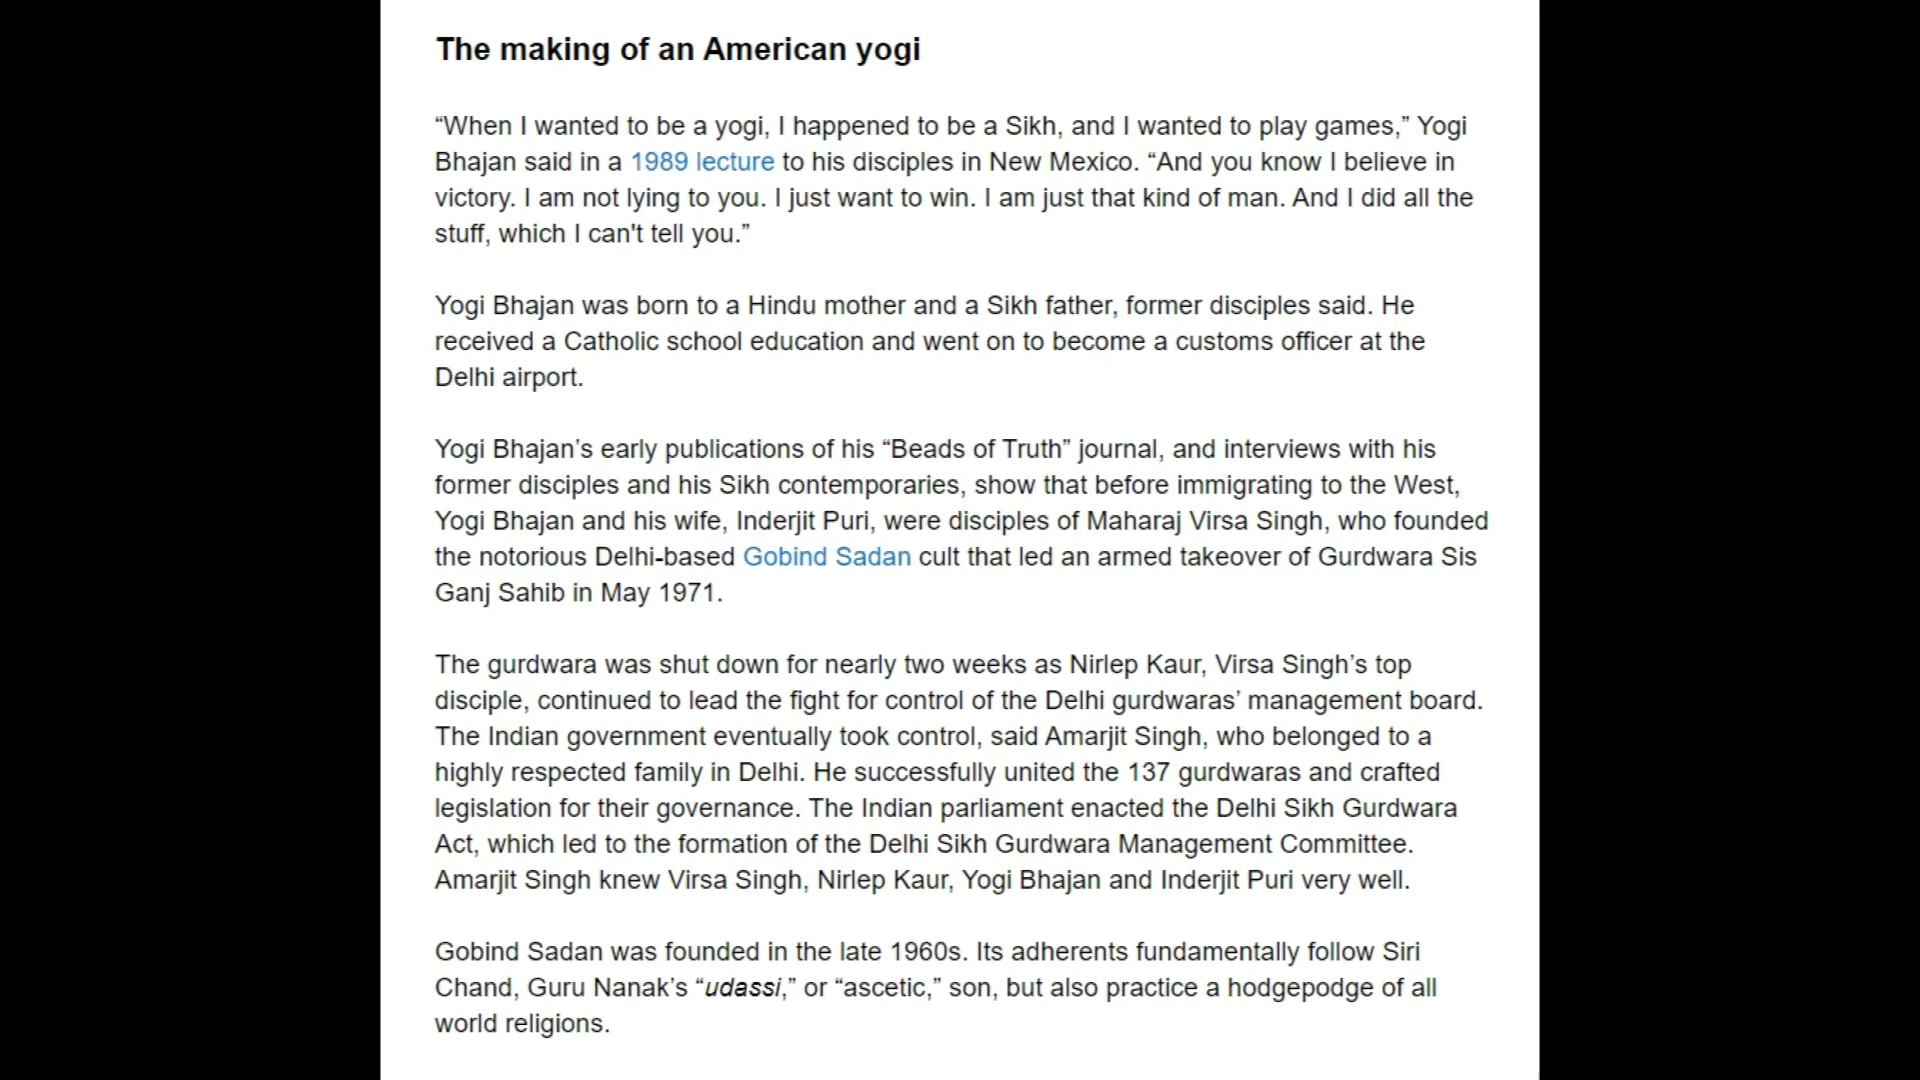 The making of an American yogi
“When I wanted to be a yogi, I happened to be a Sikh, and I wanted to play games,” Yogi
Bhajan said in a 1989 lecture to his disciples in New Mexico. “And you know I believe in
victory. I am not lying to you. I just want to win. I am just that kind of man. And I did all the
stuff, which I can't tell you.”
Yogi Bhajan was born to a Hindu mother and a Sikh father, former disciples said. He
received a Catholic school education and went on to become a customs officer at the
Delhi airport.
Yogi Bhajan’s early publications of his “Beads of Truth” journal, and interviews with his
former disciples and his Sikh contemporaries, show that before immigrating to the West,
Yogi Bhajan and his wife, Inderjit Puri, were disciples of Maharaj Virsa Singh, who founded
the notorious Delhi-based Gobind Sadan cult that led an armed takeover of Gurdwara Sis
Ganj Sahib in May 1971.
The gurdwara was shut down for nearly two weeks as Nirlep Kaur, Virsa Singh’s top
disciple, continued to lead the fight for control of the Delhi gurdwaras’ management board.
The Indian government eventually took control, said Amarjit Singh, who belonged to a
highly respected family in Delhi. He successfully united the 137 gurdwaras and crafted
legislation for their governance. The Indian parliament enacted the Delhi Sikh Gurdwara
Act, which led to the formation of the Delhi Sikh Gurdwara Management Committee.
Amarjit Singh knew Virsa Singh, Nirlep Kaur, Yogi Bhajan and Inderjit Puri very well.
Gobind Sadan was founded in the late 1960s. Its adherents fundamentally follow Siri
Chand, Guru Nanak’s “udassi,” or “ascetic,” son, but also practice a hodgepodge of all
world religions.